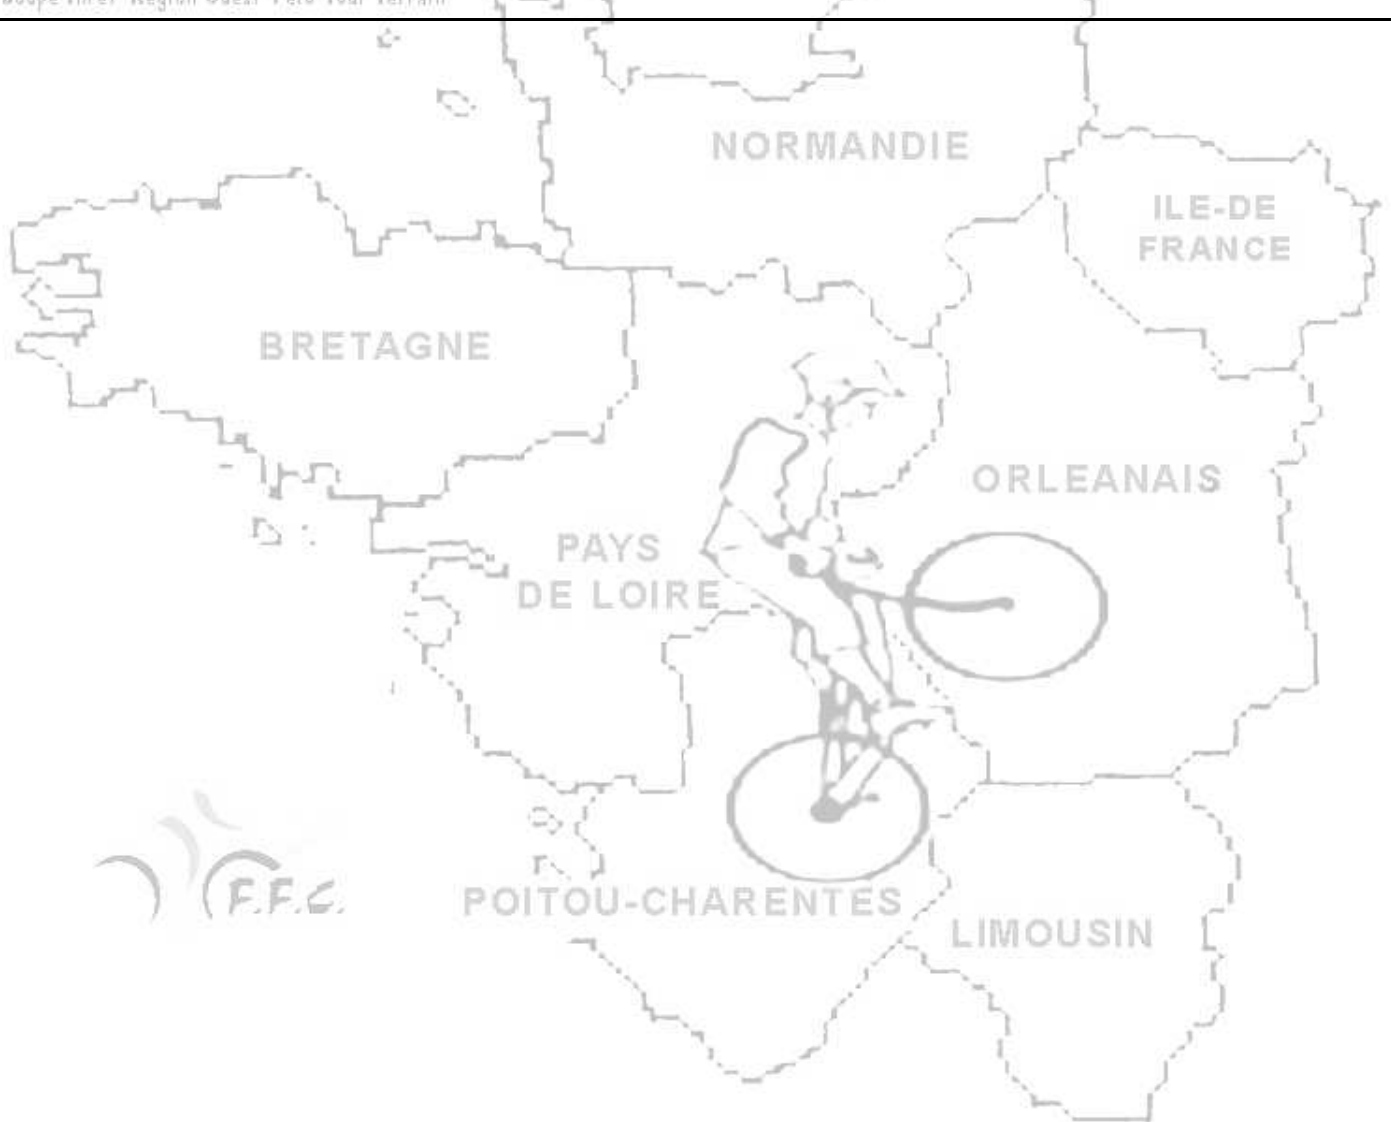 NORMANDIE
ILE-DE
FRANCE
BRETAGNE
ORLEANAIS
PAYS
DE LOIRE
POITOU-CHARENTES
F.F.C.
LIMOUSIN